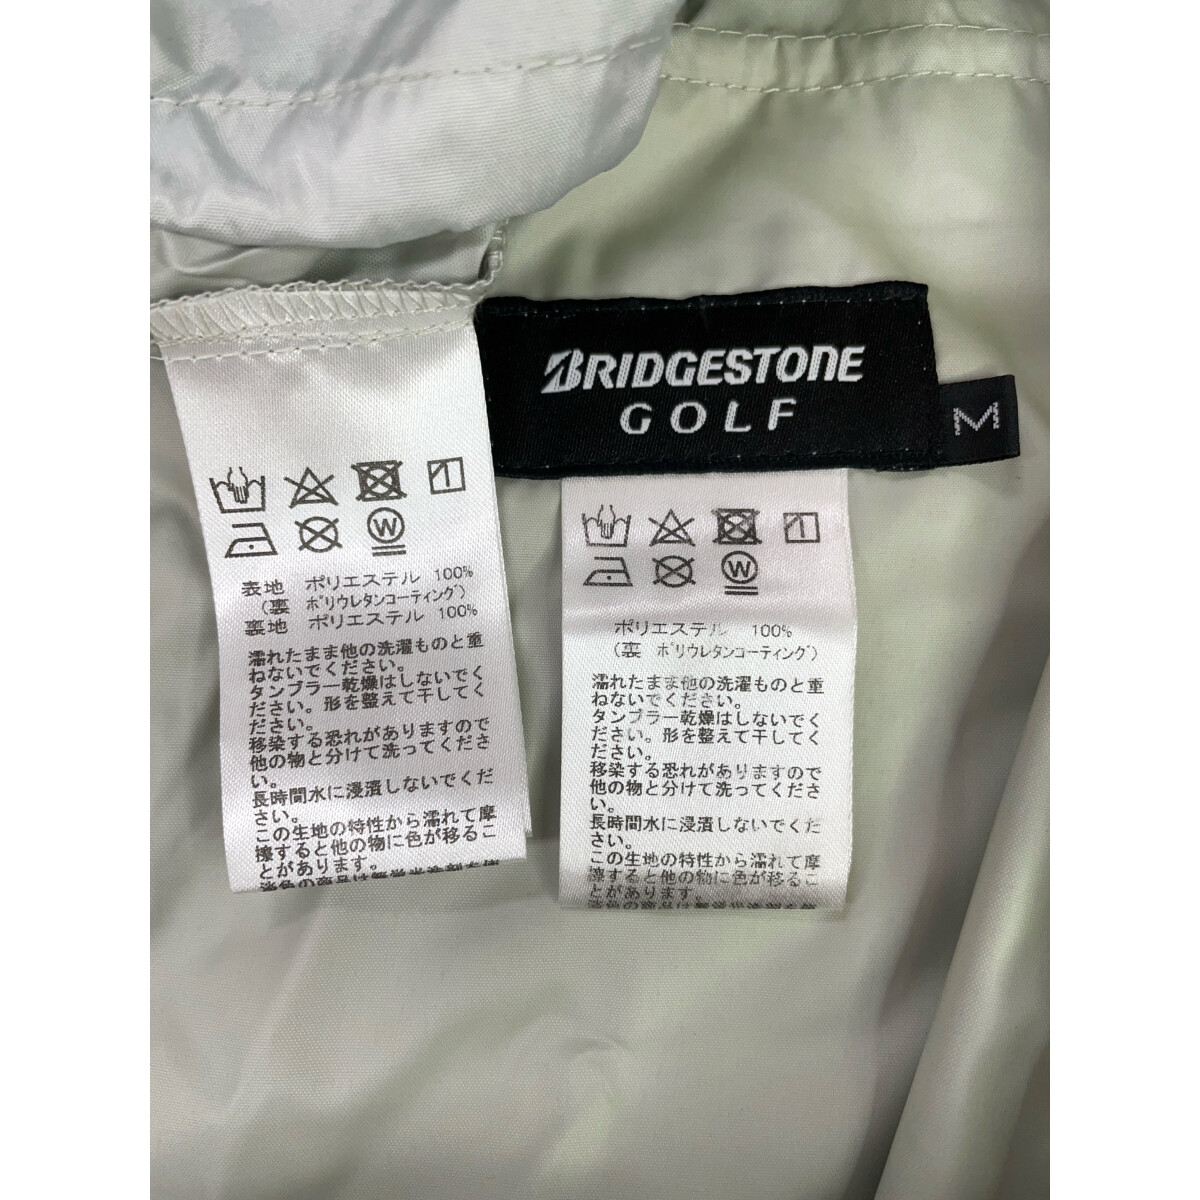 BRIDGESTONE
GOLF
M
W
表地 ポリエステル 100%
(裏 ポリウレタンコーティング)
裏地 ポリエステル 100%
濡れたまま他の洗濯ものと重
ねないでください。
タンブラー乾燥はしないでく
ださい。形を整えて干してく
ださい。
移染する恐れがありますので
他の物と分けて洗ってくださ
い。
長時間水に浸漬しないでくだ
さい。
この生地の特性から濡れて摩
擦すると他の物に色が移るこ
とがあります。
W
ポリエステル 100%
(裏 ポリウレタンコーティング)
濡れたまま他の洗濯ものと重
ねないでください。
タンブラー乾燥はしないでく
ださい。形を整えて干してく
ださい。
移染する恐れがありますので
他の物と分けて洗ってくださ
い。
長時間水に浸漬しないでくだ
さい。
この生地の特性から濡れて摩
擦すると他の物に色が移るこ
とがあります。